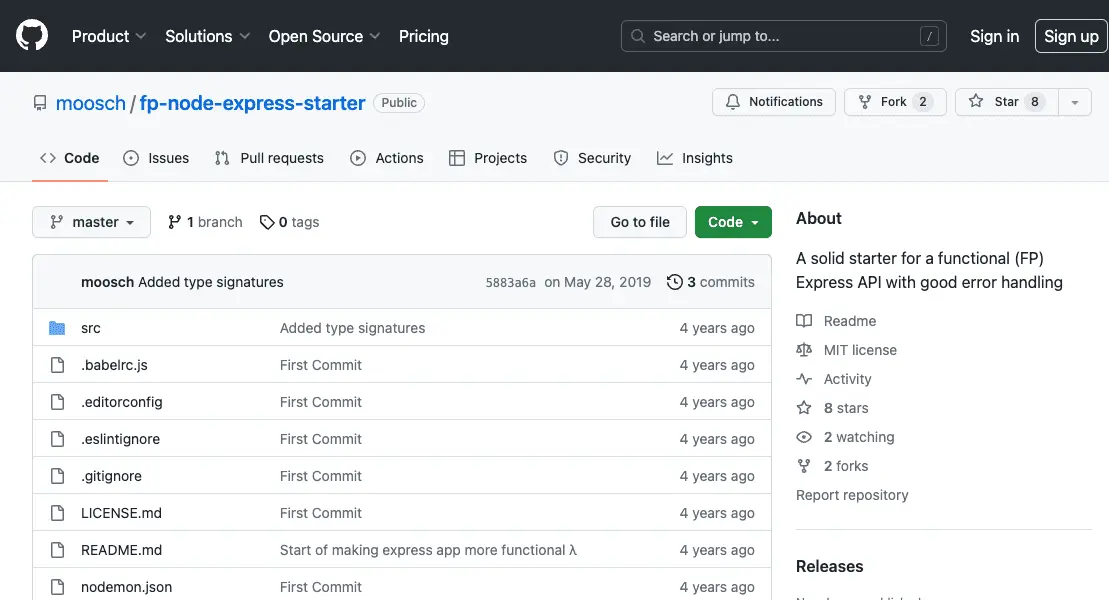 Product Solutions Open Source Pricing Search or jump to... / Sign in Sign up
moosch / fp-node-express-starter Public Notifications Fork 2 Star 8
Code Issues Pull requests Actions Projects Security Insights
master 1 branch 0 tags Go to file Code
moosch Added type signatures 5883a6a on May 28, 2019 3 commits
src Added type signatures 4 years ago
.babelrc.js First Commit 4 years ago
.editorconfig First Commit 4 years ago
.eslintignore First Commit 4 years ago
.gitignore First Commit 4 years ago
LICENSE.md First Commit 4 years ago
README.md Start of making express app more functional λ 4 years ago
nodemon.json First Commit 4 years ago
About
A solid starter for a functional (FP)
Express API with good error handling
Readme
MIT license
Activity
8 stars
2 watching
2 forks
Report repository
Releases